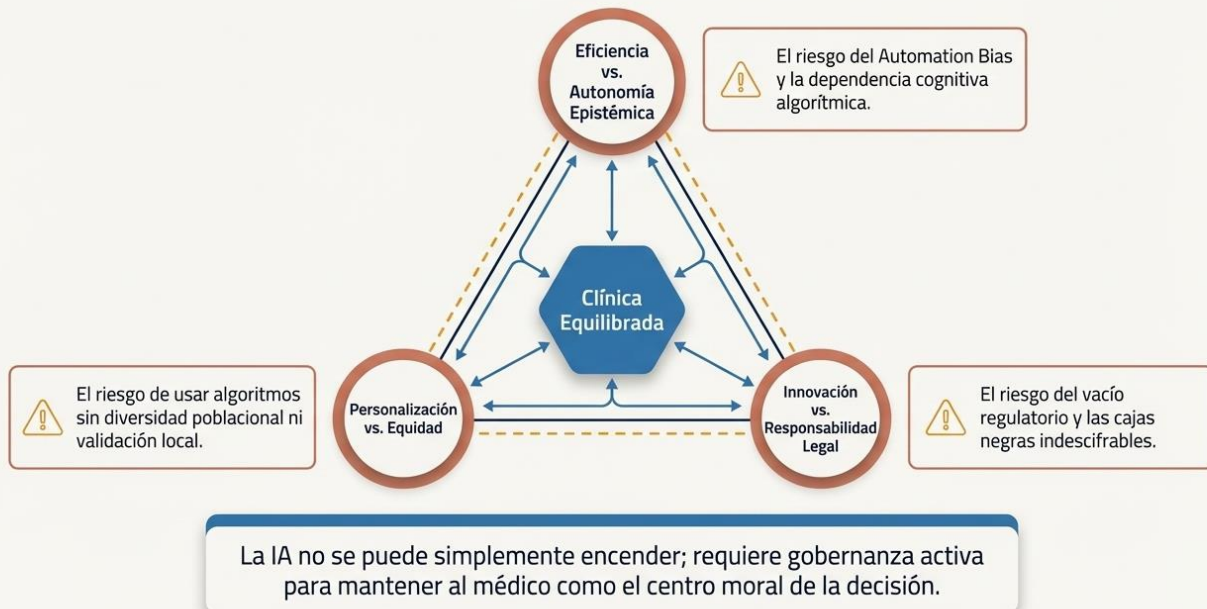 Eficiencia
vs.
Autonomía
Epistémica
El riesgo del Automation Bias
y la dependencia cognitiva
algorítmica.
Clínica
Equilibrada
El riesgo de usar algoritmos
sin diversidad poblacional ni
validación local.
Personalización
vs. Equidad
Innovación
vs.
Responsabilidad
Legal
El riesgo del vacío
regulatorio y las cajas
negras indescifrables.
La IA no se puede simplemente encender; requiere gobernanza activa
para mantener al médico como el centro moral de la decisión.